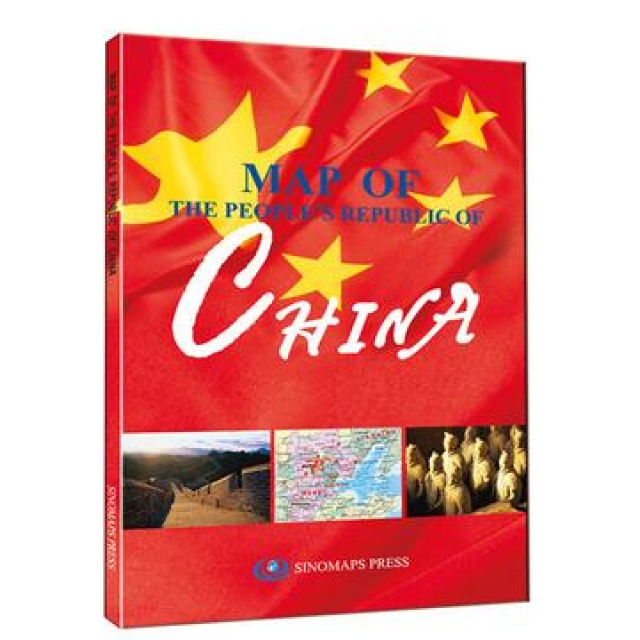 MAP OF
THE PEOPLE'S REPUBLIC OF
CHINA
SINOMAPS PRESS
MAP OF THE PEOPLE'S REPUBLIC OF CHINA
SINOMAPS PRESS